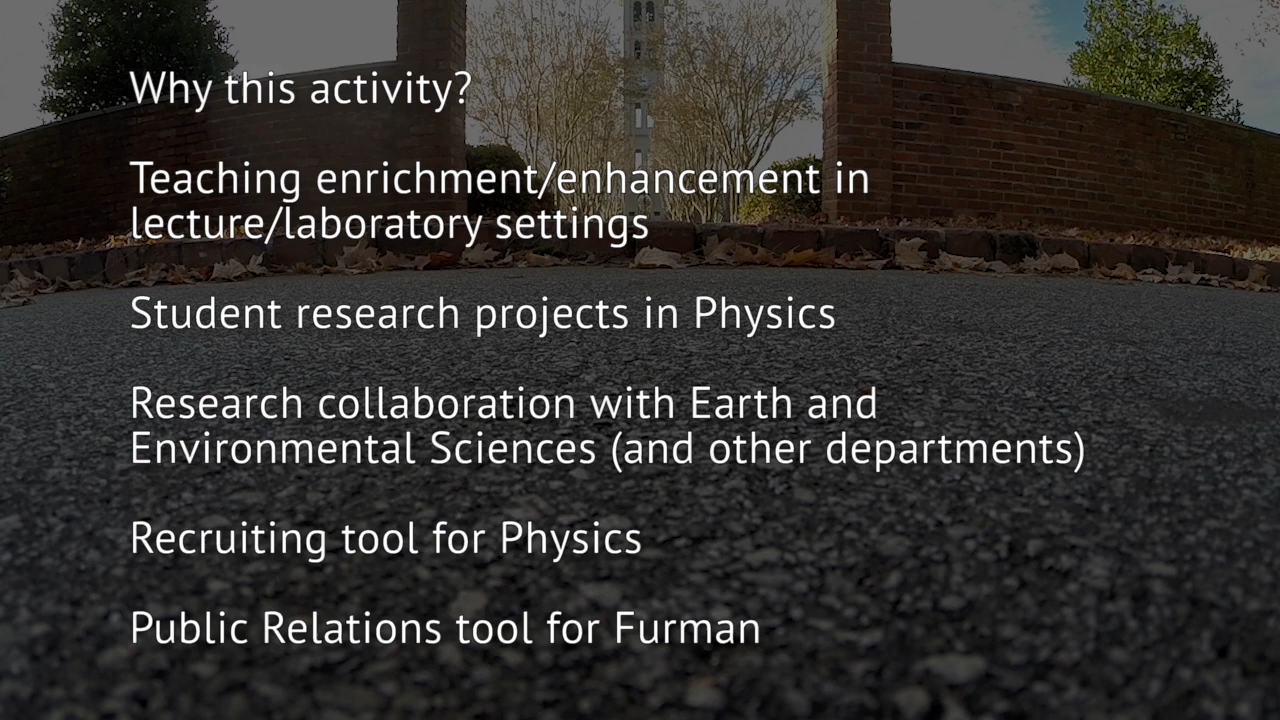 Why this activity?
Teaching enrichment/enhancement in
lecture/laboratory settings
Student research projects in Physics
Research collaboration with Earth and
Environmental Sciences (and other departments)
Recruiting tool for Physics
Public Relations tool for Furman